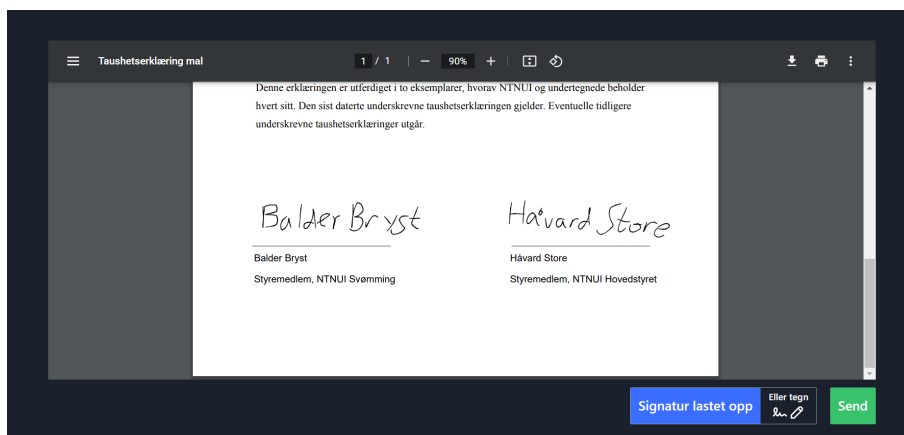 Taushetserklæring mal
1 / 1
90%
Denne erklæringen er utferdiget i to eksemplarer, hvorav NTNUI og undertegnede beholder
hvert sitt. Den sist daterte underskrevne taushetserklæringen gjelder. Eventuelle tidligere
underskrevne taushetserklæringer utgår.
Balder Bryst
Håvard Store
Balder Bryst
Håvard Store
Styremedlem, NTNUI Svømming
Styremedlem, NTNUI Hovedstyret
Signatur lastet opp
Eller tegn
Send